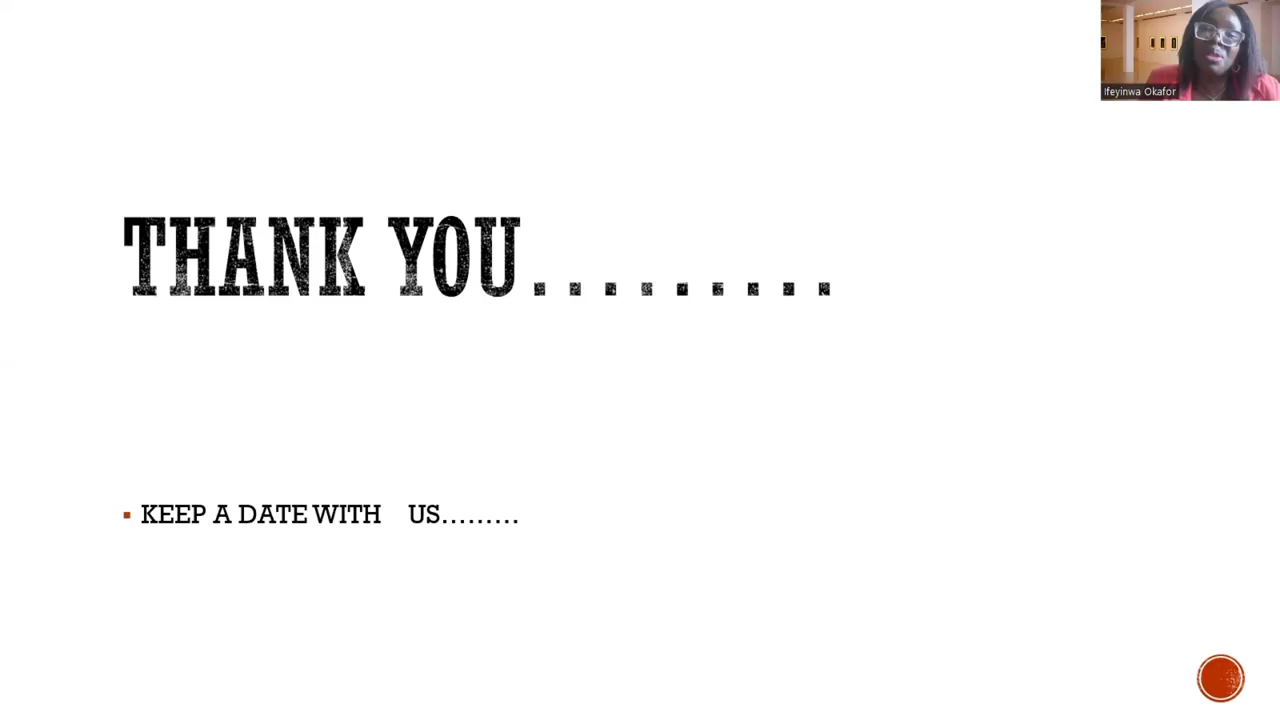 Ifeyinwa Okafor
THANK YOU.........
▪ KEEP A DATE WITH US.........